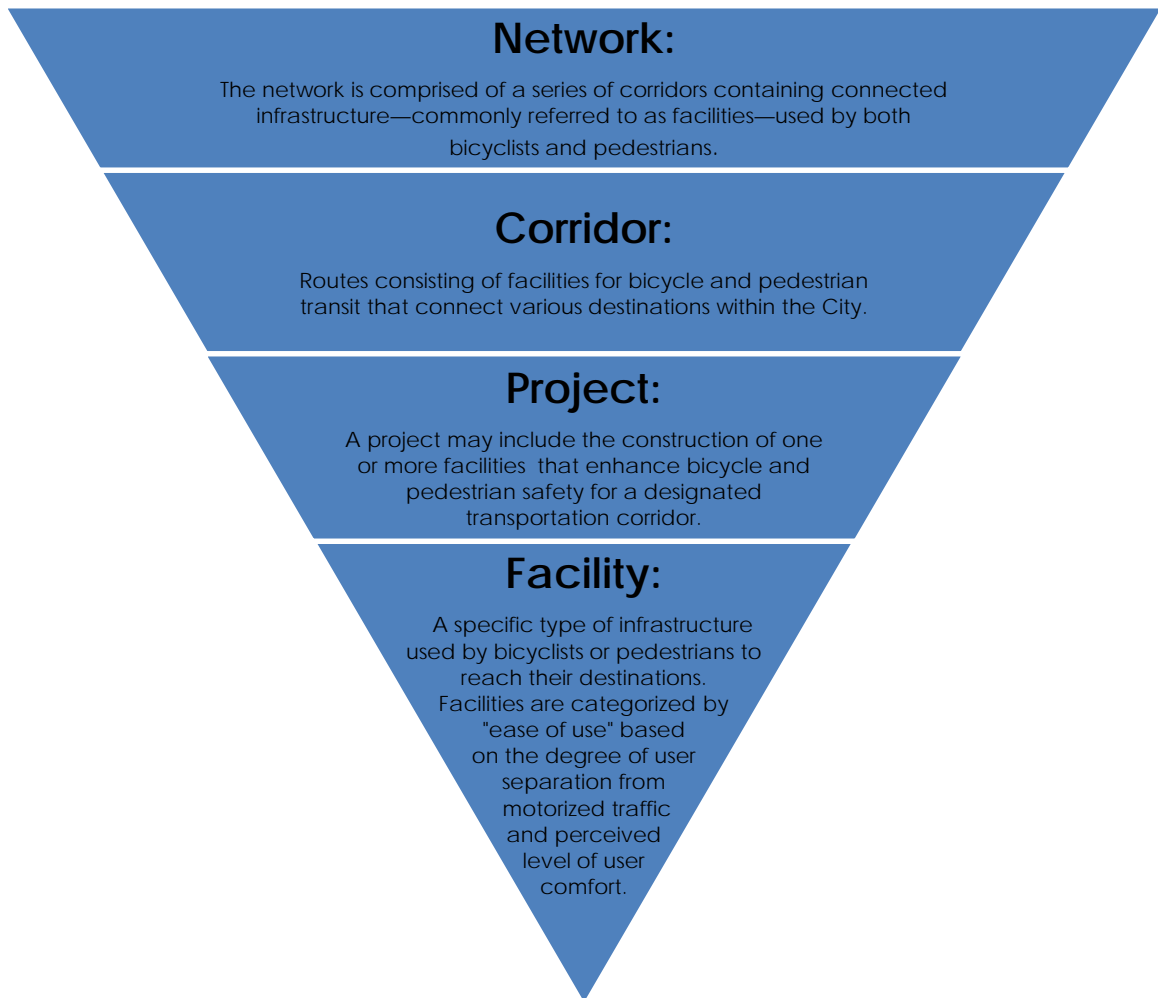 Network:
The network is comprised of a series of corridors containing connected
infrastructure—commonly referred to as facilities—used by both
bicyclists and pedestrians.
Corridor:
Routes consisting of facilities for bicycle and pedestrian
transit that connect various destinations within the City.
Project:
A project may include the construction of one
or more facilities  that enhance bicycle and
pedestrian safety for a designated
transportation corridor.
Facility:
A specific type of infrastructure
used by bicyclists or pedestrians to
reach their destinations.
Facilities are categorized by
"ease of use" based
on the degree of user
separation from
motorized traffic
and perceived
level of user
comfort.